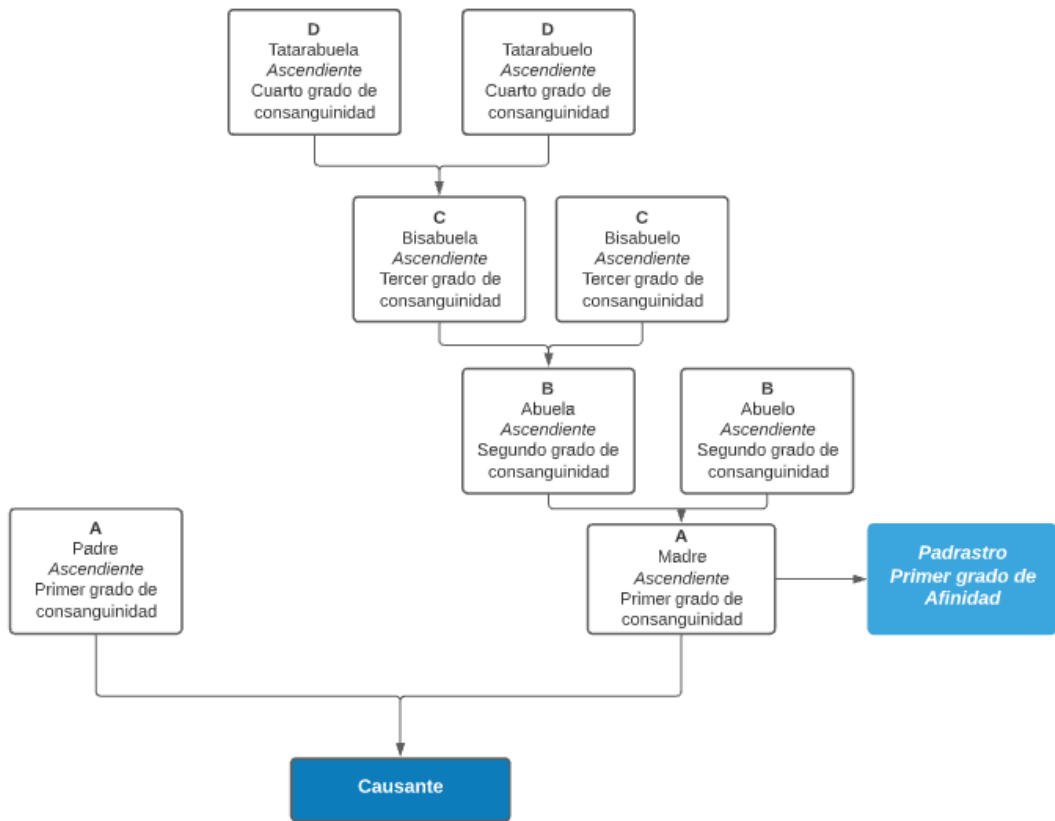 D
Tatarabuela
Ascendiente
Cuarto grado de
consanguinidad
D
Tatarabuelo
Ascendiente
Cuarto grado de
consanguinidad
C
Bisabuela
Ascendiente
Tercer grado de
consanguinidad
C
Bisabuelo
Ascendiente
Tercer grado de
consanguinidad
B
Abuela
Ascendiente
Segundo grado de
consanguinidad
B
Abuelo
Ascendiente
Segundo grado de
consanguinidad
A
Padre
Ascendiente
Primer grado de
consanguinidad
A
Madre
Ascendiente
Primer grado de
consanguinidad
Padrastro
Primer grado de
Afinidad
Causante